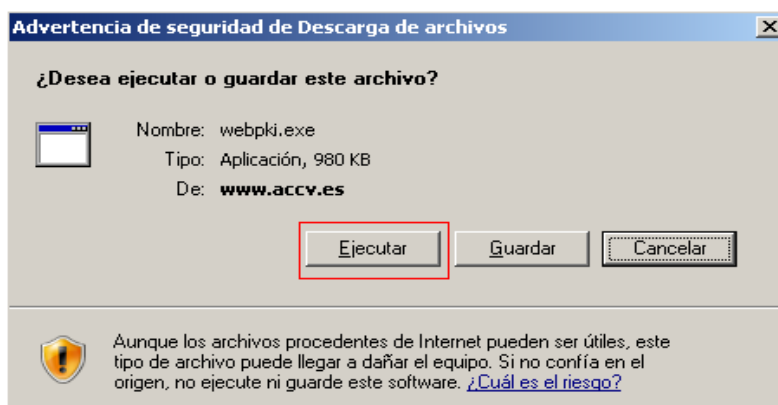 Advertencia de seguridad de Descarga de archivos
¿Desea ejecutar o guardar este archivo?
Nombre: webpki.exe
Tipo: Aplicación, 980 KB
De: www.accv.es
Ejecutar Guardar Cancelar
Aunque los archivos procedentes de Internet pueden ser útiles, este
tipo de archivo puede llegar a dañar el equipo. Si no confía en el
origen, no ejecute ni guarde este software. ¿Cuál es el riesgo?